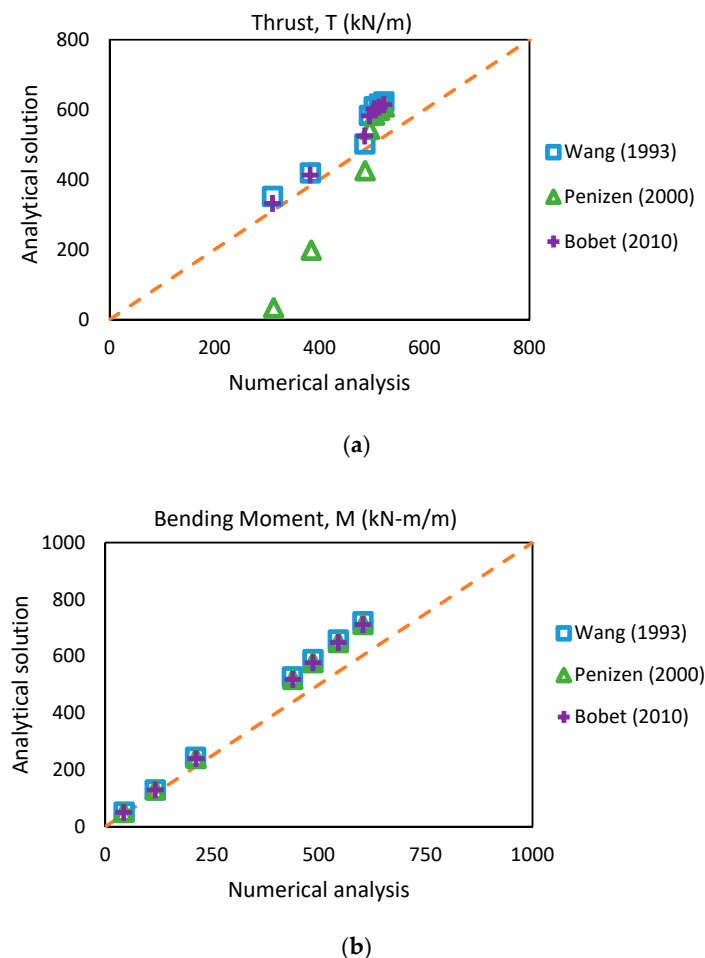 Thrust, T (kN/m)
800
600
400
200
0
Analytical solution
0 200 400 600 800
Numerical analysis
Wang (1993)
Penizen (2000)
Bobet (2010)
(a)
Bending Moment, M (kN-m/m)
1000
800
600
400
200
0
Analytical solution
0 250 500 750 1000
Numerical analysis
Wang (1993)
Penizen (2000)
Bobet (2010)
(b)